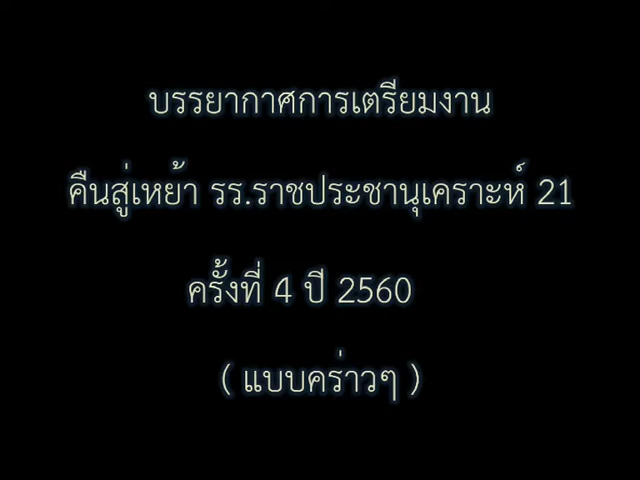 บรรยากาศการเตรียมงาน
คืนสู่เหย้า รร.ราชประชานุเคราะห์ 21
ครั้งที่ 4 ปี 2560
( แบบคร่าวๆ )